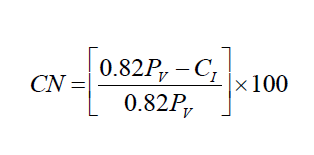 CN = [ (0.82P_V − C_I) / 0.82P_V ] × 100